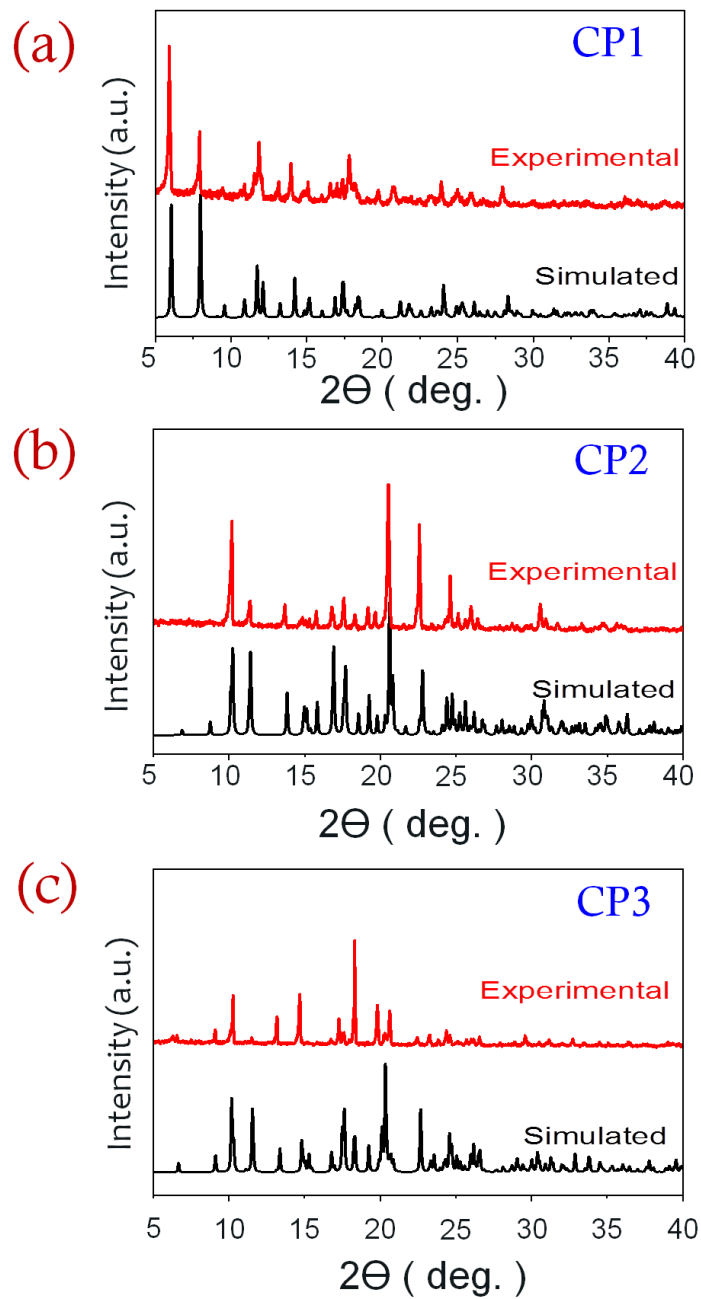 (a)
CP1
Intensity (a.u.)
Experimental
Simulated
5 10 15 20 25 30 35 40
2Θ ( deg. )
(b)
CP2
Intensity (a.u.)
Experimental
Simulated
5 10 15 20 25 30 35 40
2Θ ( deg. )
(c)
CP3
Intensity (a.u.)
Experimental
Simulated
5 10 15 20 25 30 35 40
2Θ ( deg. )